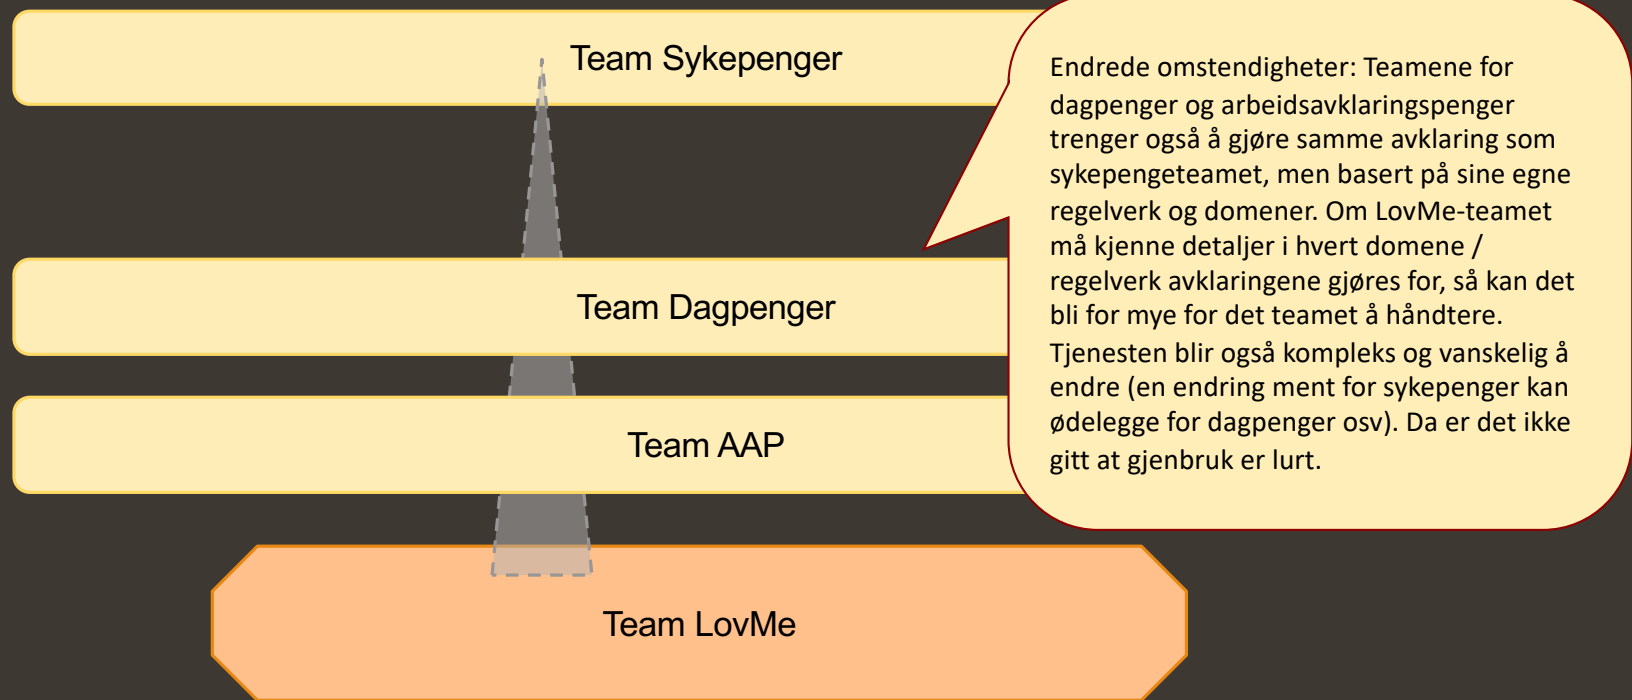 Team Sykepenger
Endrede omstendigheter: Teamene for
dagpenger og arbeidsavklaringspenger
trenger også å gjøre samme avklaring som
sykepengeteamet, men basert på sine egne
regelverk og domener. Om LovMe-teamet
må kjenne detaljer i hvert domene /
regelverk avklaringene gjøres for, så kan det
bli for mye for det teamet å håndtere.
Tjenesten blir også kompleks og vanskelig å
endre (en endring ment for sykepenger kan
ødelegge for dagpenger osv). Da er det ikke
gitt at gjenbruk er lurt.
Team Dagpenger
Team AAP
Team LovMe